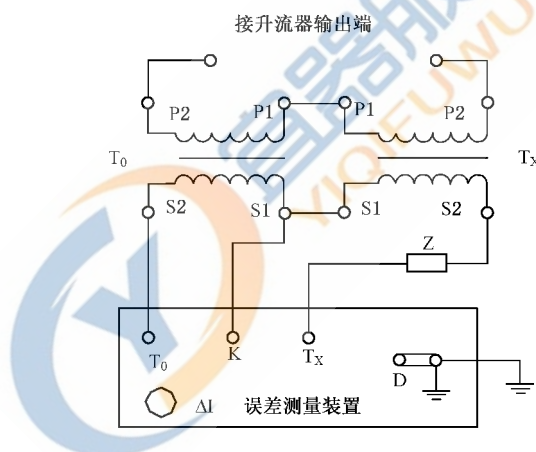 接升流器输出端
P2 P1 P1 P2
T₀ Tₓ
S2 S1 S1 S2
Z
T₀ K Tₓ
D
ΔI 误差测量装置
YIQIFUWU